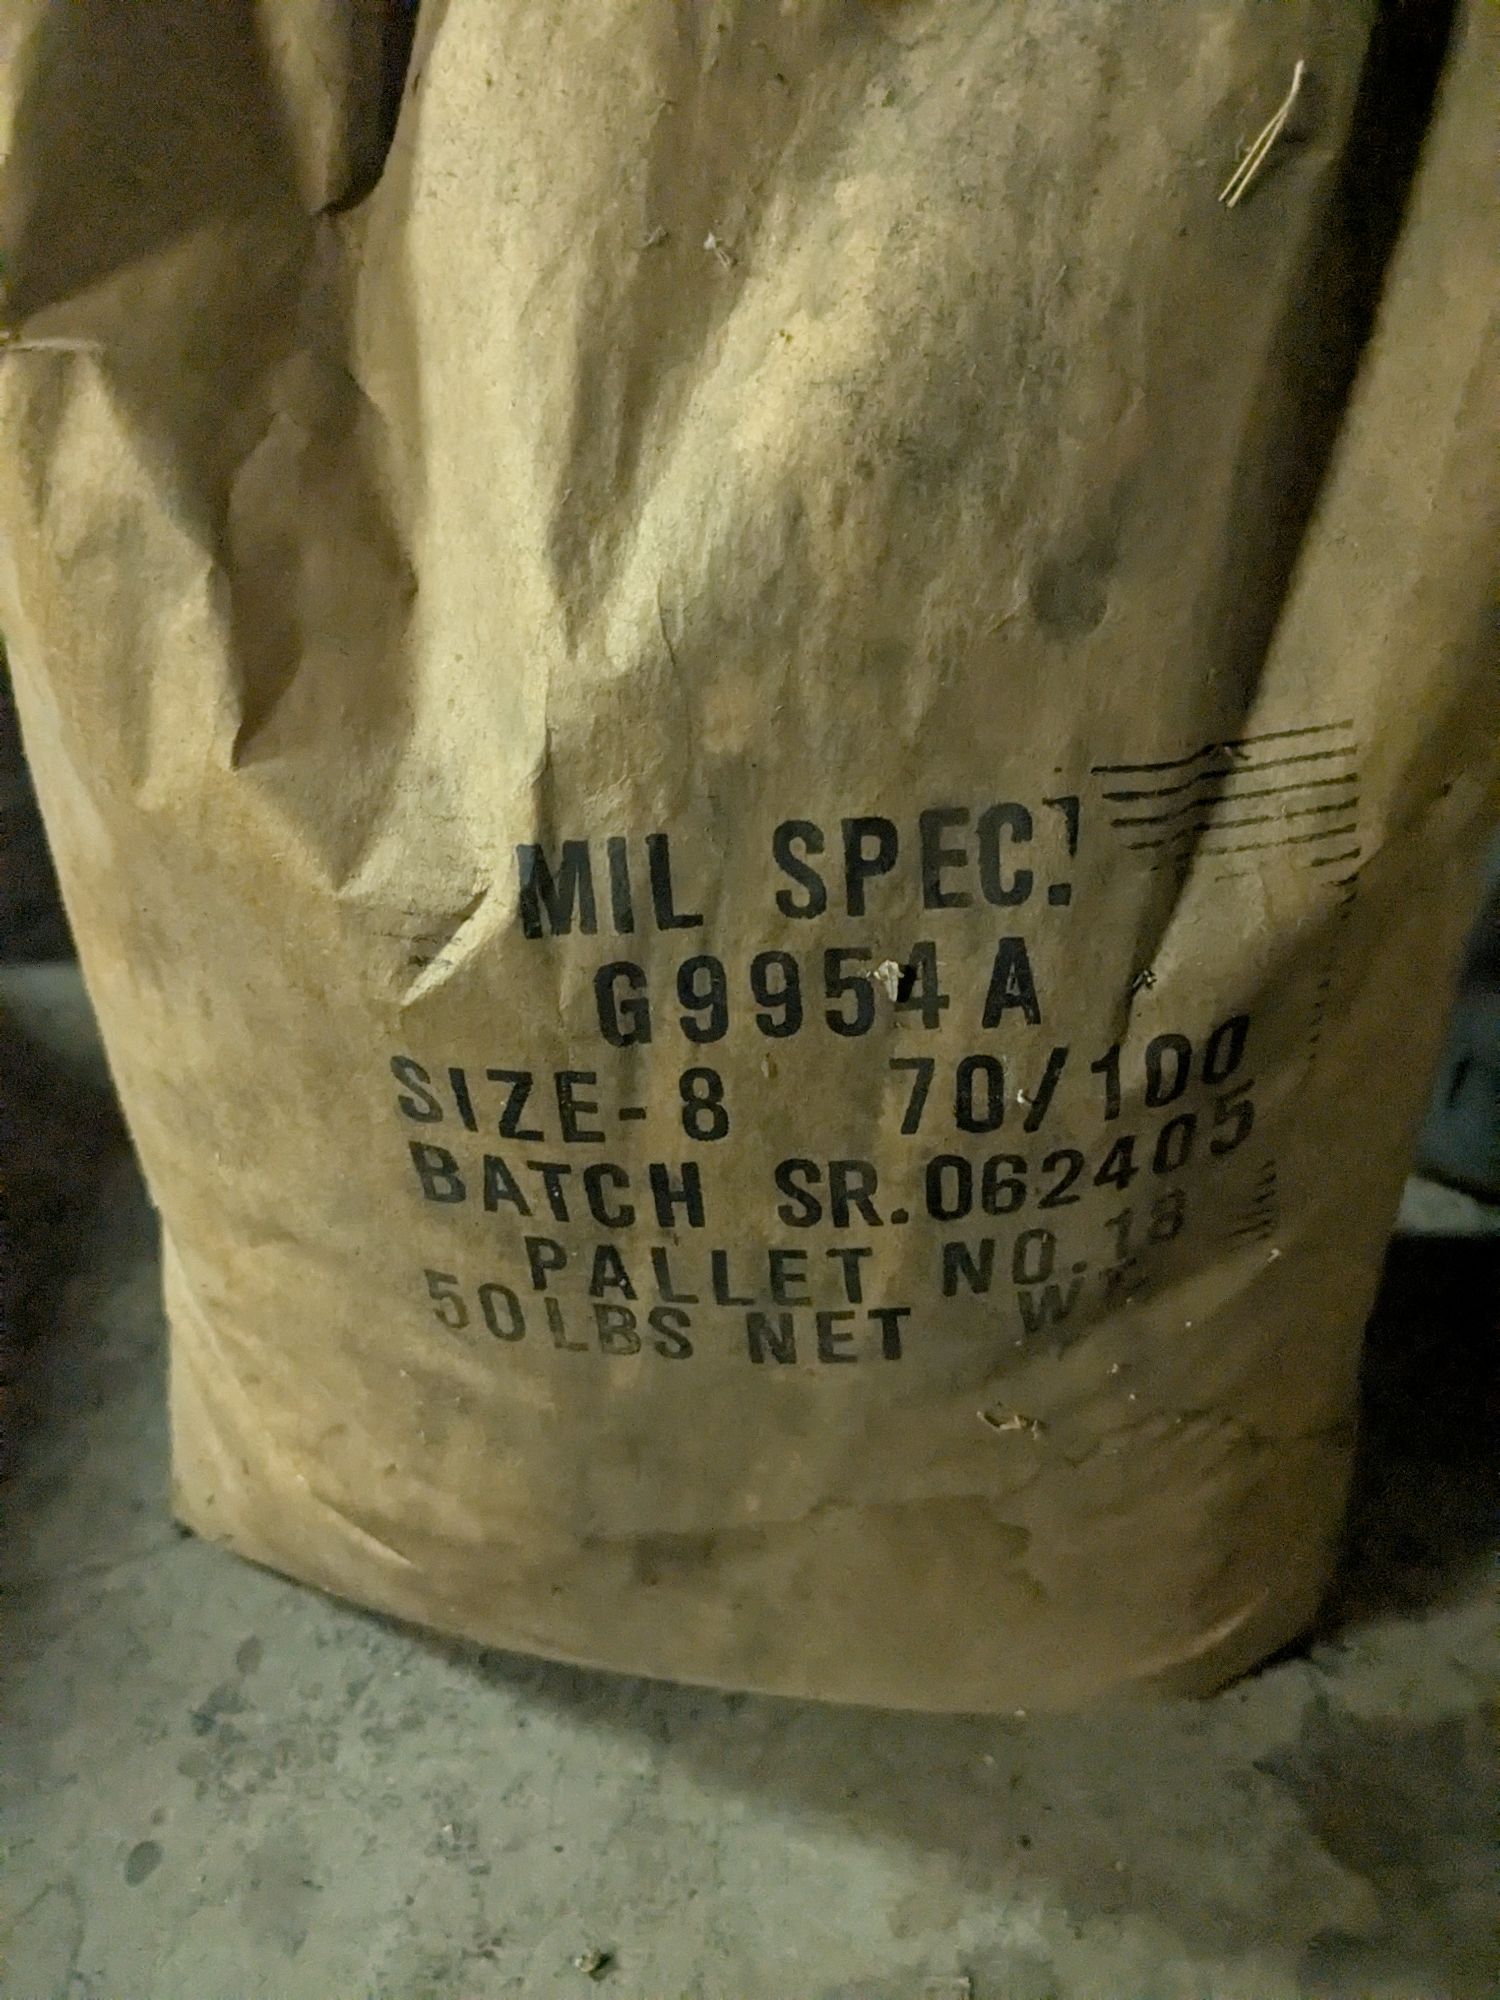 MIL SPEC.
G9954A
SIZE-8 70/100
BATCH SR.062405
PALLET NO.18
50LBS NET